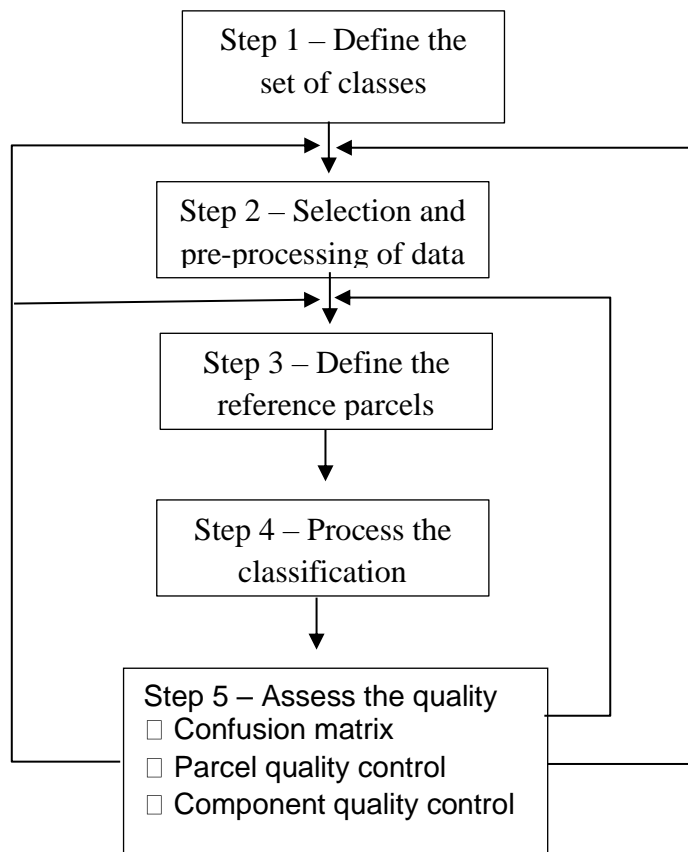 Step 1 – Define the
set of classes
Step 2 – Selection and
pre-processing of data
Step 3 – Define the
reference parcels
Step 4 – Process the
classification
Step 5 – Assess the quality
□ Confusion matrix
□ Parcel quality control
□ Component quality control